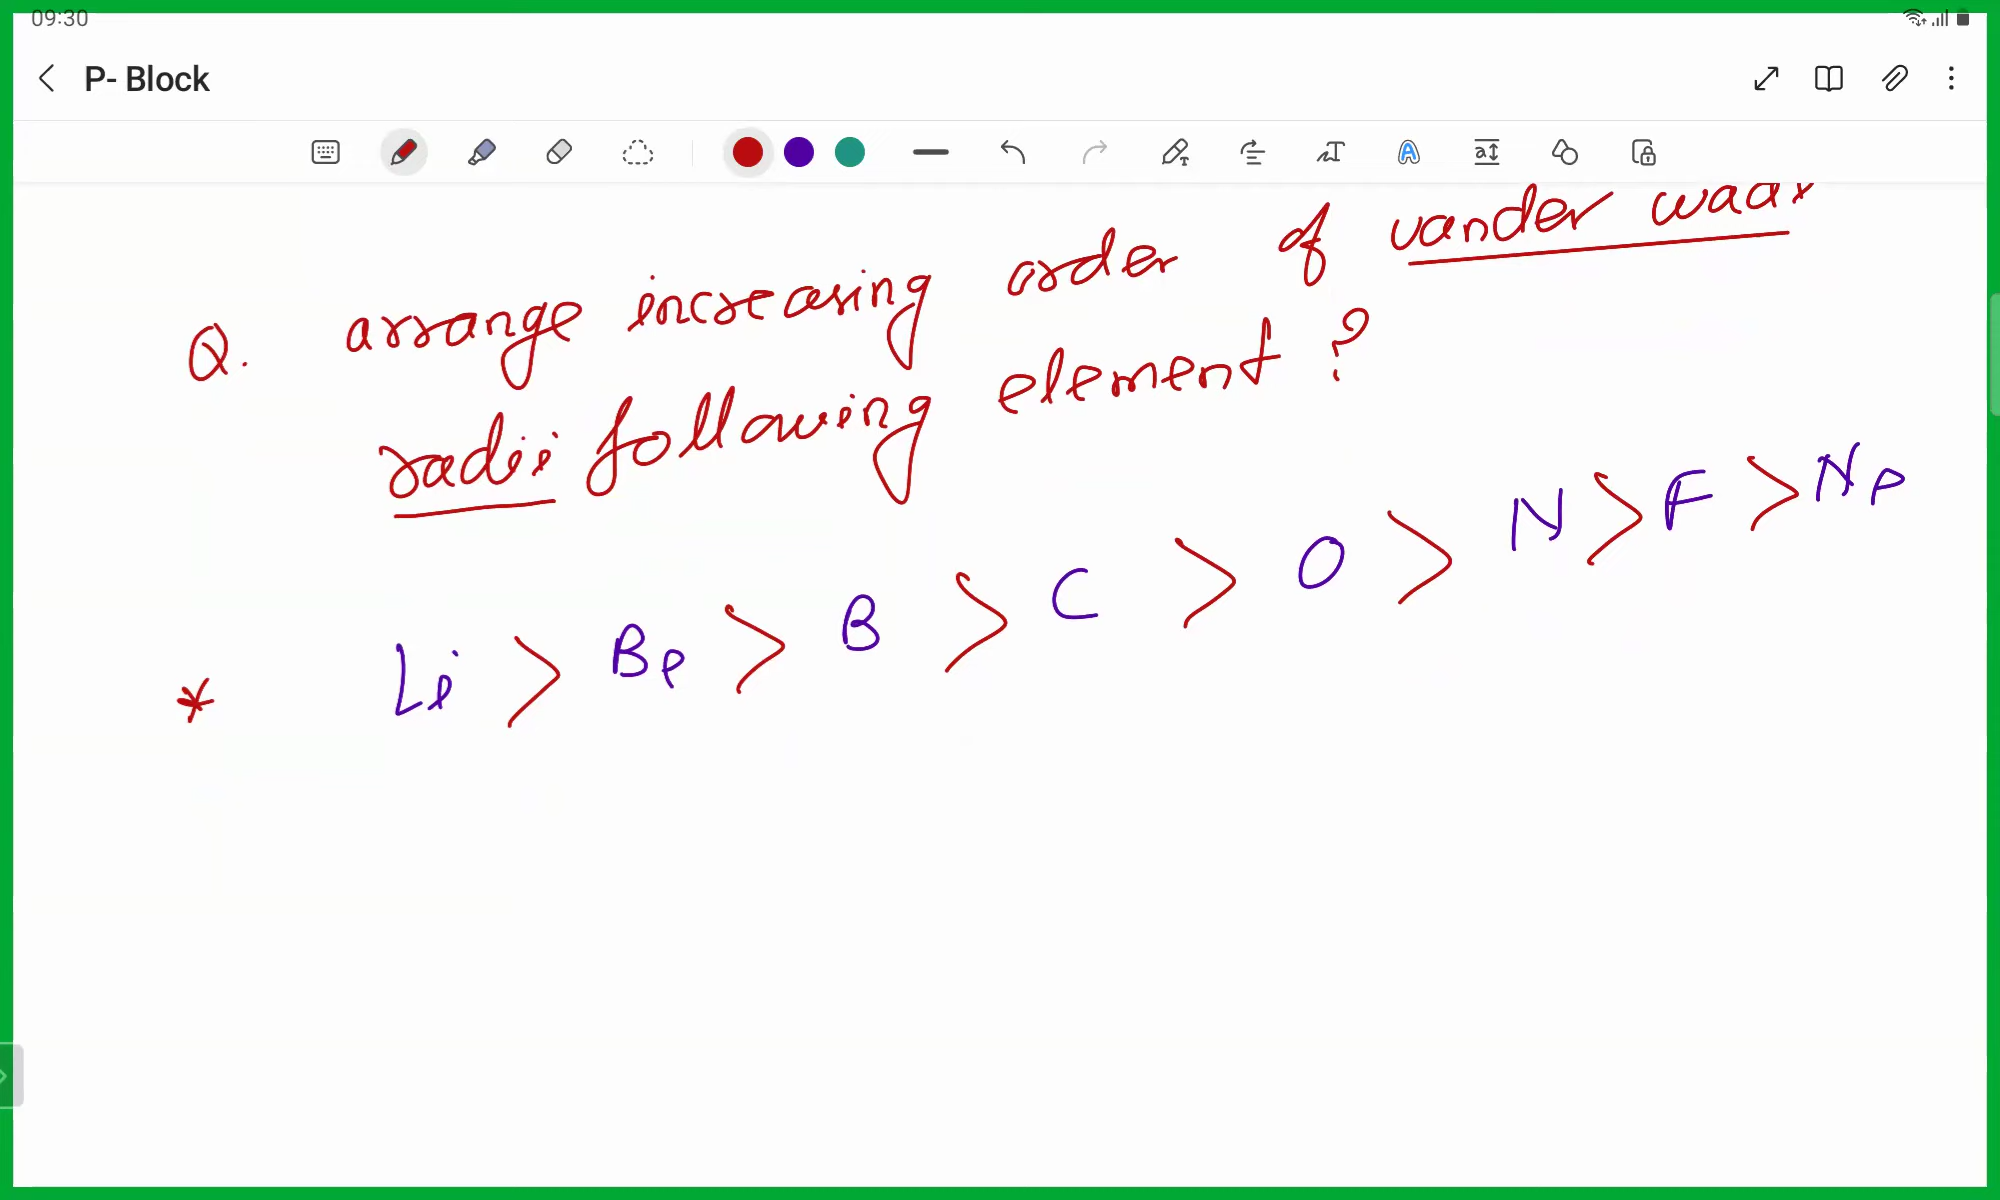 09:30
P- Block
Q. arrange increasing order of vander waal
radii following element ?
* Li > Be > B > C > O > N > F > Ne